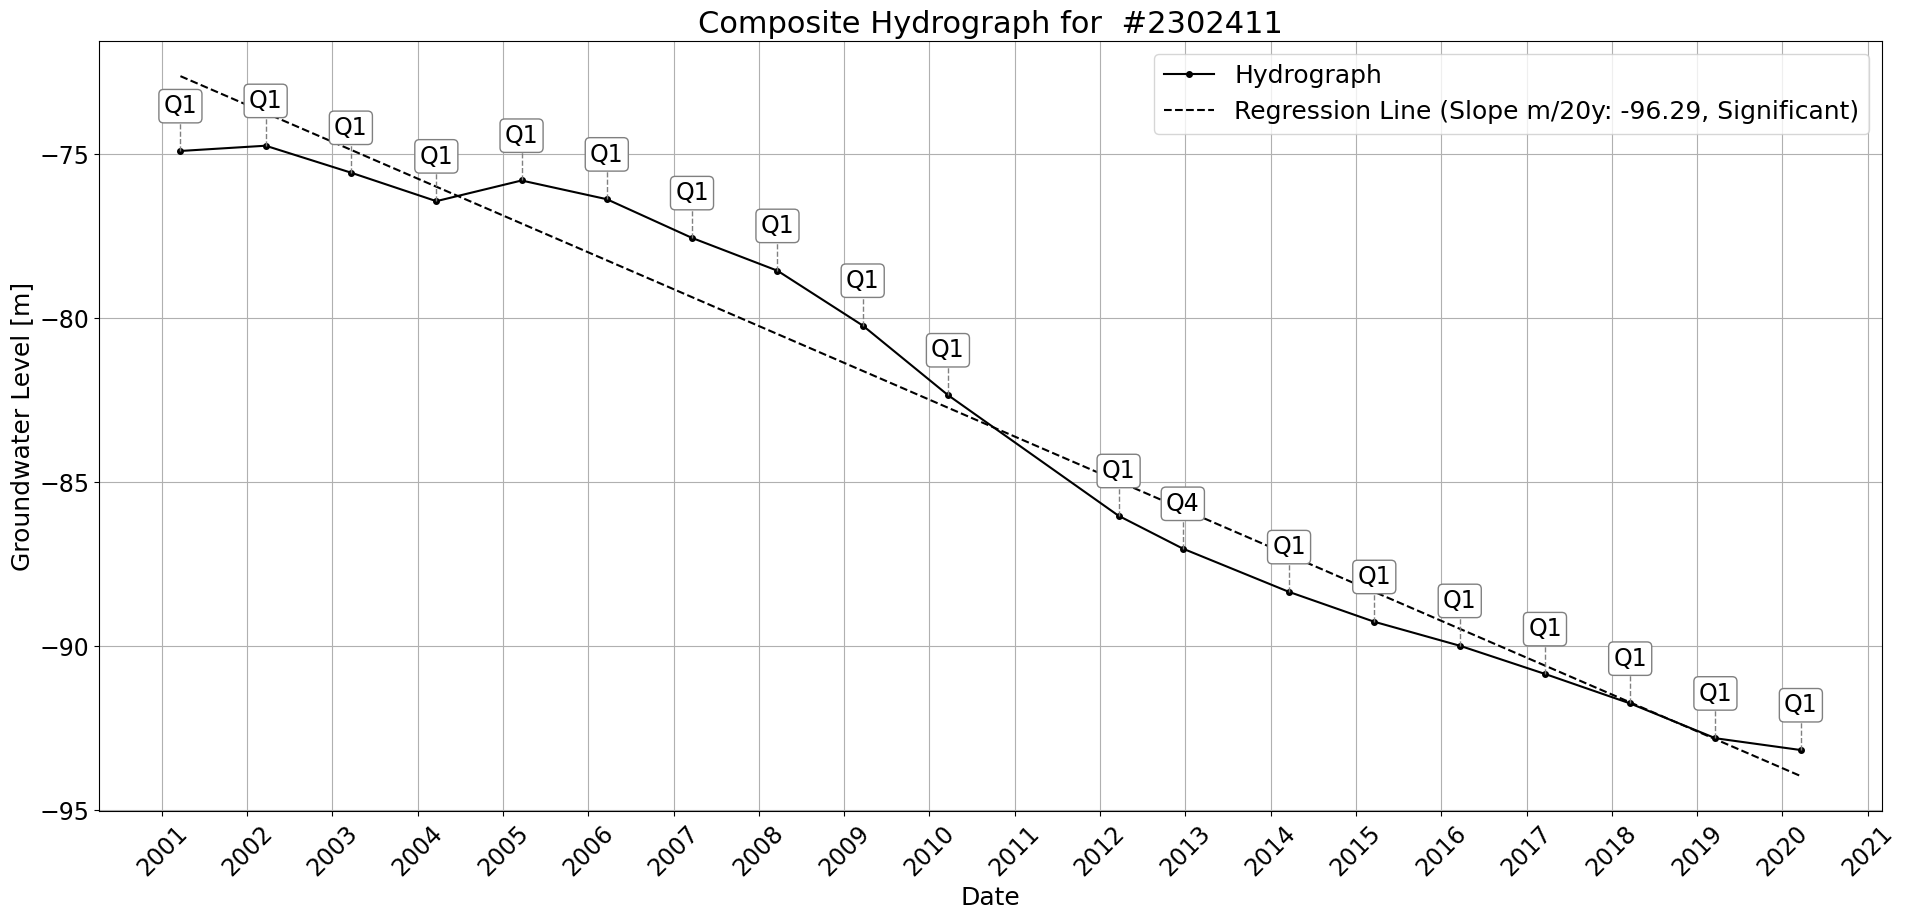 Composite Hydrograph for  #2302411
Hydrograph
Regression Line (Slope m/20y: -96.29, Significant)
Q1
Q1
Q1
Q1
Q1
Q1
Q1
Q1
Q1
Q1
Q1
Q4
Q1
Q1
Q1
Q1
Q1
Q1
Q1
Groundwater Level [m]
−75
−80
−85
−90
−95
2001
2002
2003
2004
2005
2006
2007
2008
2009
2010
2011
2012
2013
2014
2015
2016
2017
2018
2019
2020
2021
Date